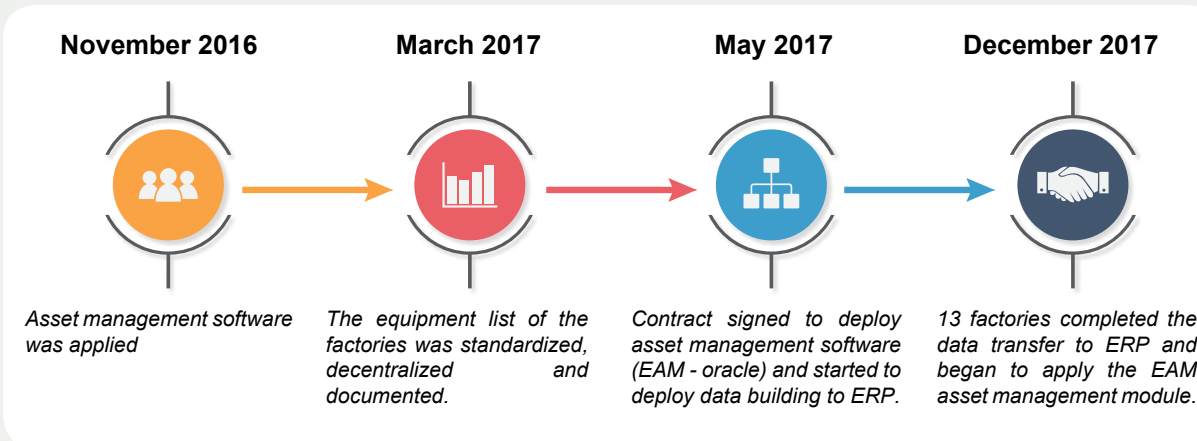 November 2016
Asset management software
was applied
March 2017
The equipment list of the
factories was standardized,
decentralized and
documented.
May 2017
Contract signed to deploy
asset management software
(EAM - oracle) and started to
deploy data building to ERP.
December 2017
13 factories completed the
data transfer to ERP and
began to apply the EAM
asset management module.